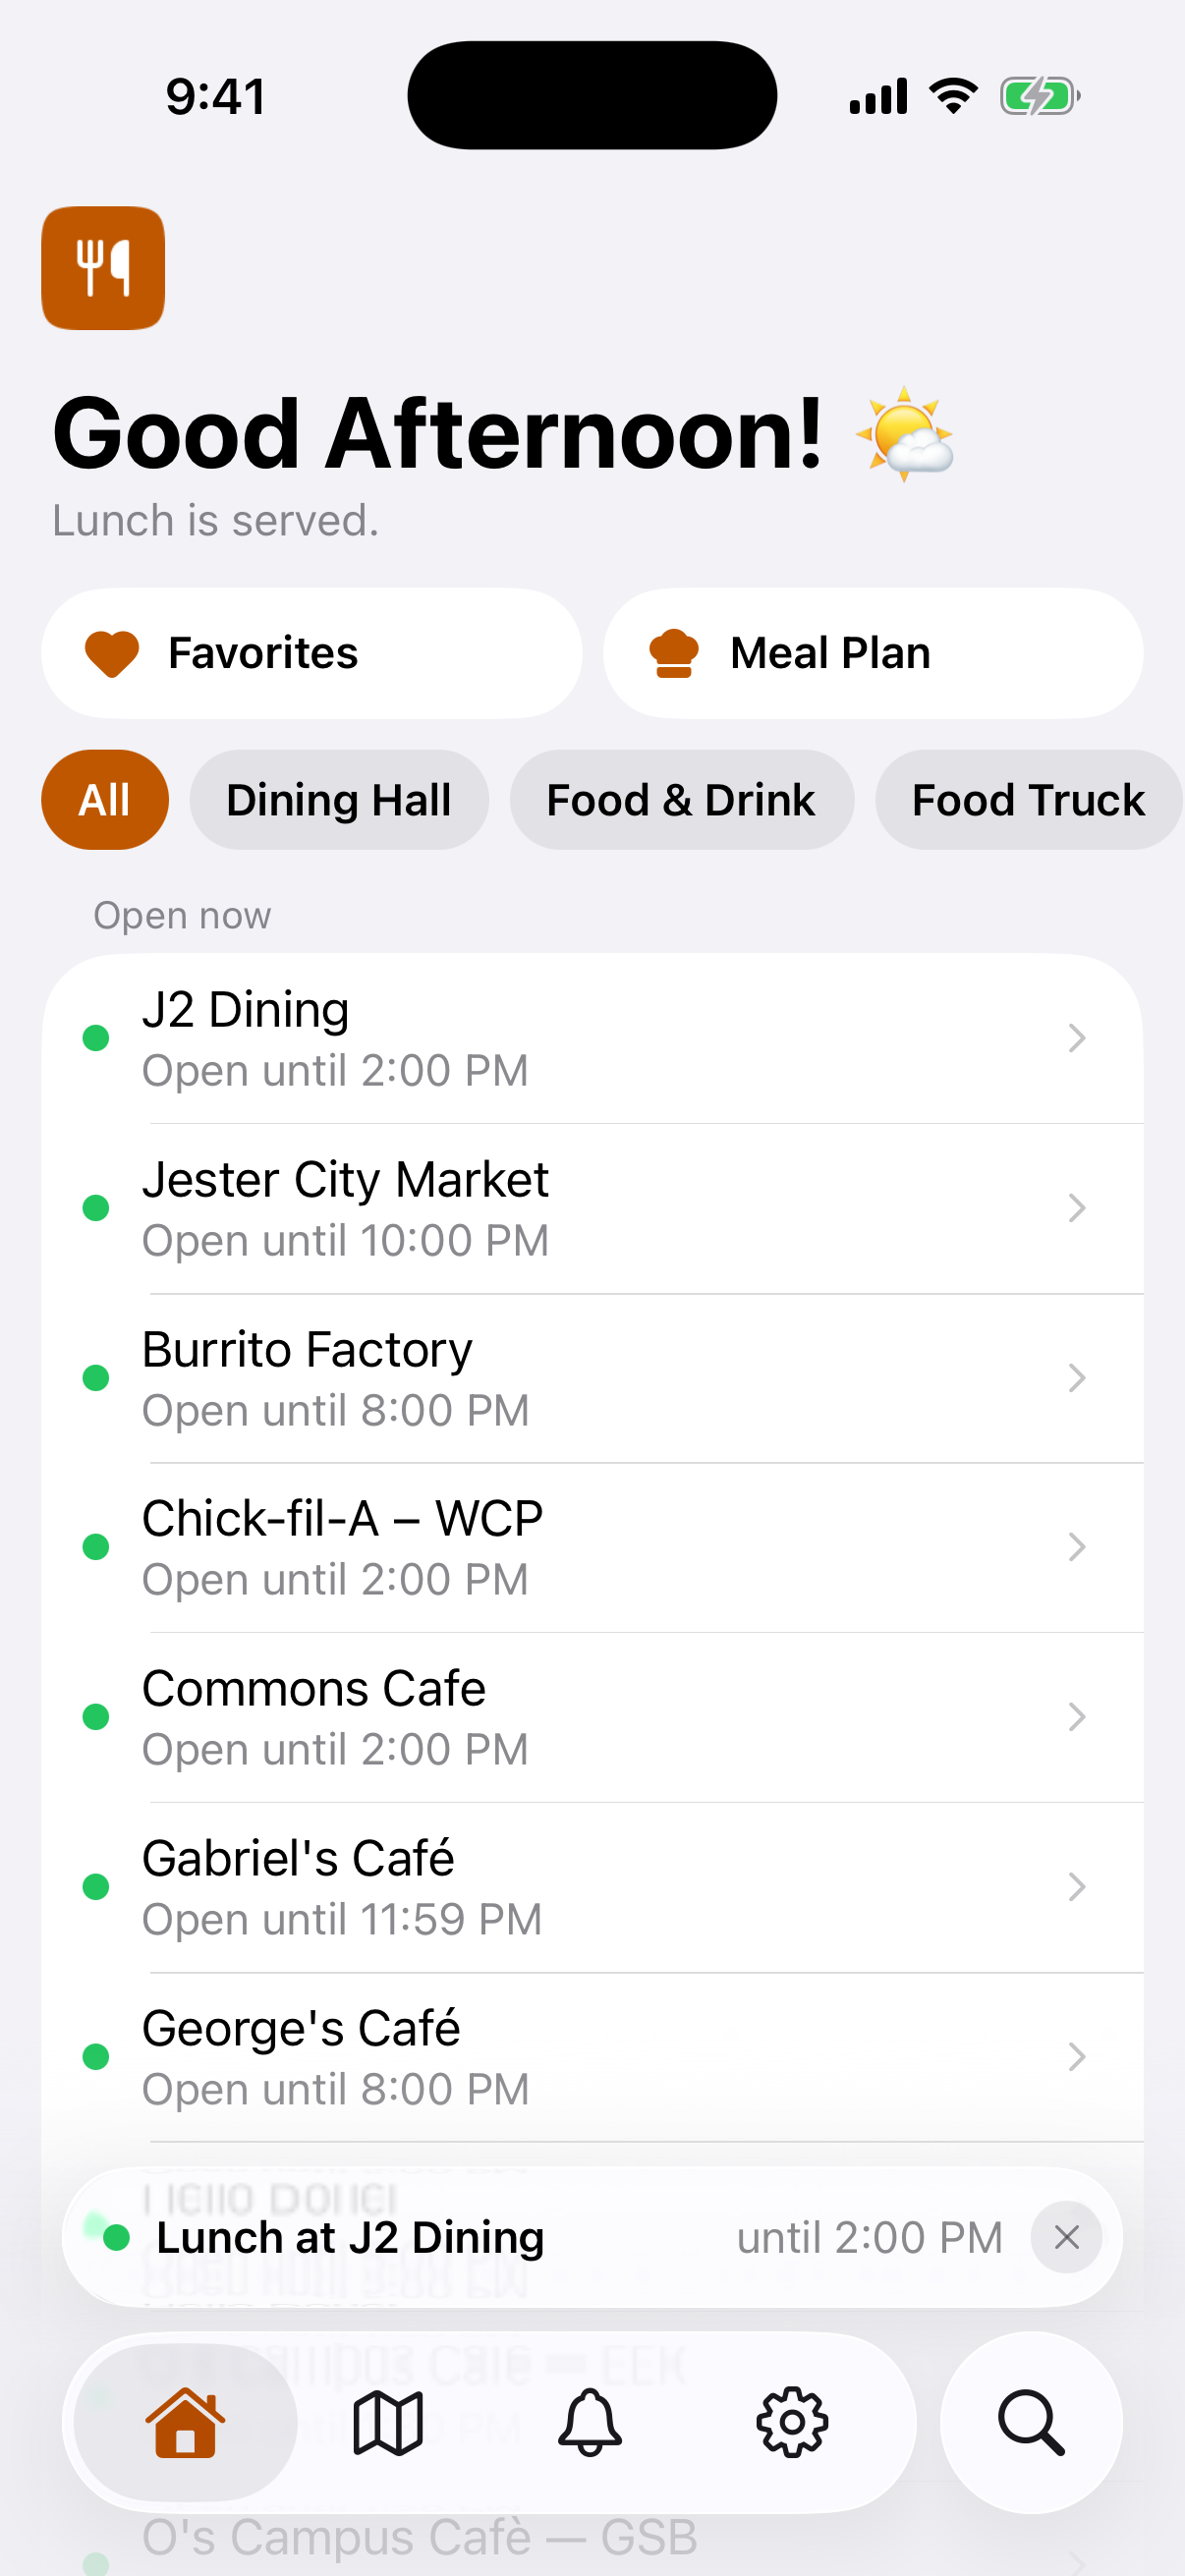 9:41
Good Afternoon!
Lunch is served.
Favorites
Meal Plan
All
Dining Hall
Food & Drink
Food Truck
Open now
J2 Dining
Open until 2:00 PM
Jester City Market
Open until 10:00 PM
Burrito Factory
Open until 8:00 PM
Chick-fil-A – WCP
Open until 2:00 PM
Commons Cafe
Open until 2:00 PM
Gabriel's Café
Open until 11:59 PM
George's Café
Open until 8:00 PM
Lunch at J2 Dining
until 2:00 PM
O's Campus Cafè — GSB